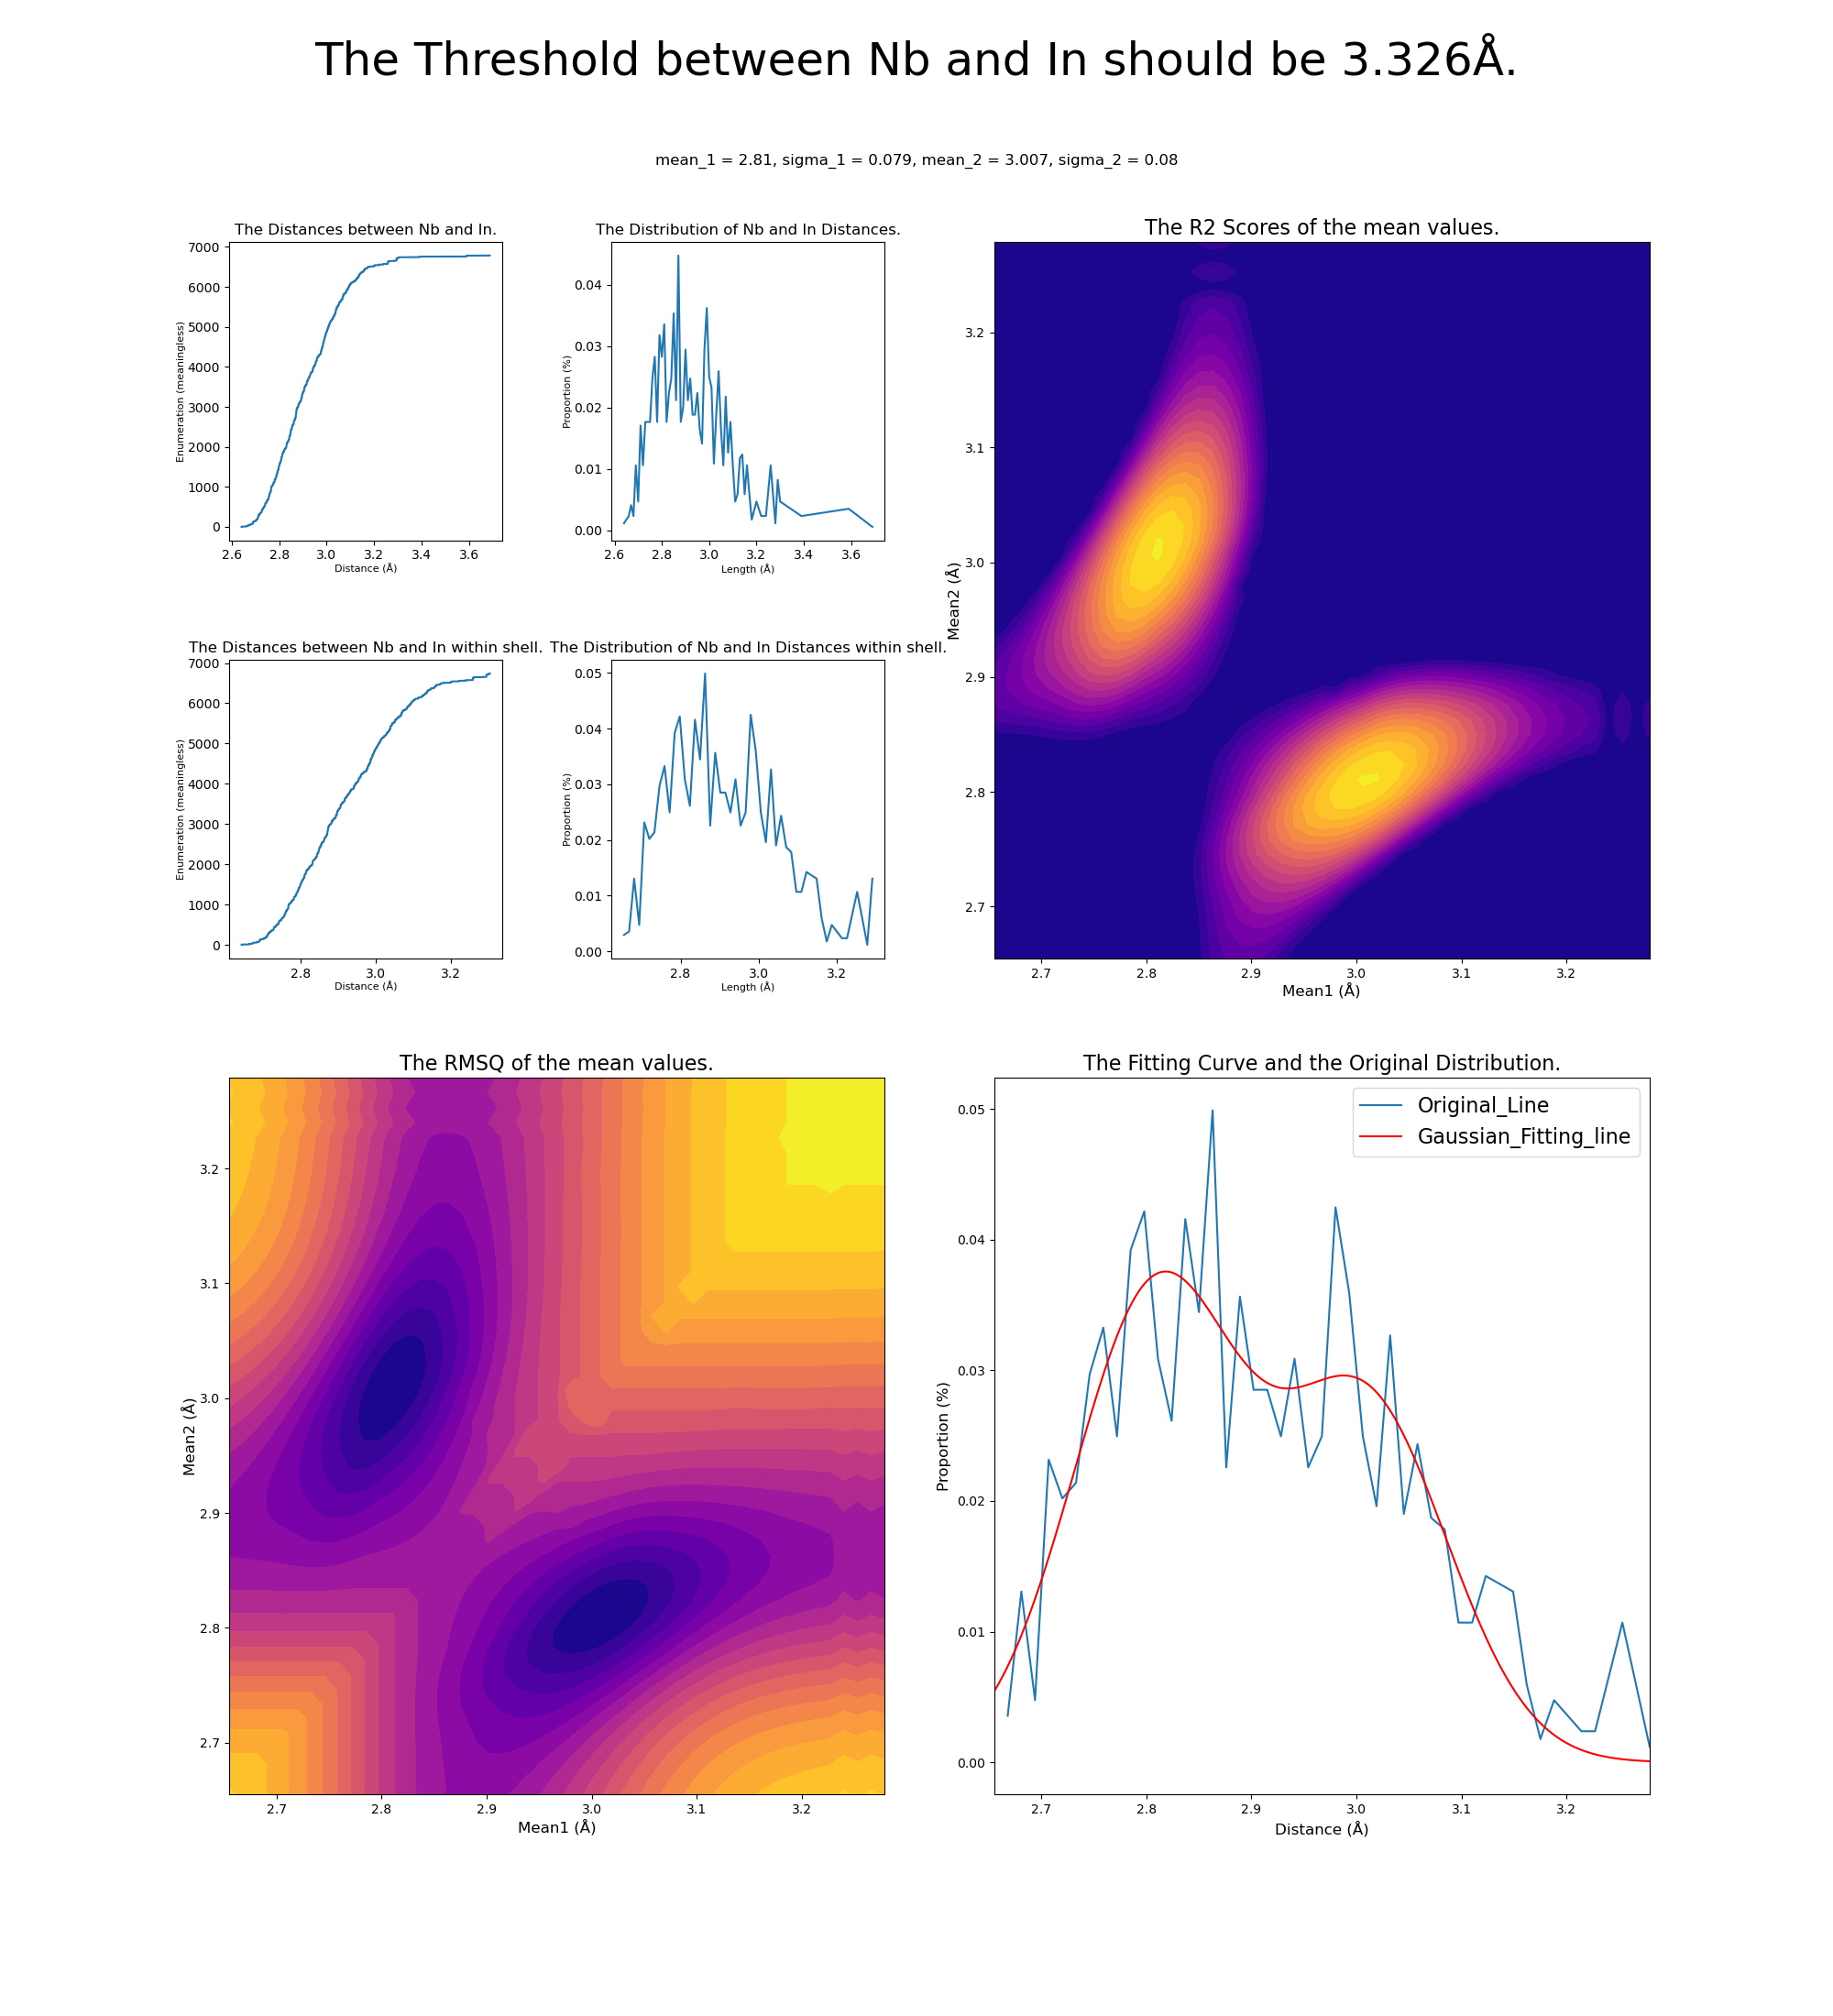 The Threshold between Nb and In should be 3.326Å.
mean_1 = 2.81, sigma_1 = 0.079, mean_2 = 3.007, sigma_2 = 0.08
The Distances between Nb and In.
Enumeration (meaningless)
7000
6000
5000
4000
3000
2000
1000
0
2.6 2.8 3.0 3.2 3.4 3.6
Distance (Å)
The Distribution of Nb and In Distances.
Proportion (%)
0.04
0.03
0.02
0.01
0.00
2.6 2.8 3.0 3.2 3.4 3.6
Length (Å)
The R2 Scores of the mean values.
Mean2 (Å)
3.2
3.1
3.0
2.9
2.8
2.7
2.7 2.8 2.9 3.0 3.1 3.2
Mean1 (Å)
The Distances between Nb and In within shell.
Enumeration (meaningless)
7000
6000
5000
4000
3000
2000
1000
0
2.8 3.0 3.2
Distance (Å)
The Distribution of Nb and In Distances within shell.
Proportion (%)
0.05
0.04
0.03
0.02
0.01
0.00
2.8 3.0 3.2
Length (Å)
The RMSQ of the mean values.
Mean2 (Å)
3.2
3.1
3.0
2.9
2.8
2.7
2.7 2.8 2.9 3.0 3.1 3.2
Mean1 (Å)
The Fitting Curve and the Original Distribution.
Original_Line
Gaussian_Fitting_line
Proportion (%)
0.05
0.04
0.03
0.02
0.01
0.00
2.7 2.8 2.9 3.0 3.1 3.2
Distance (Å)